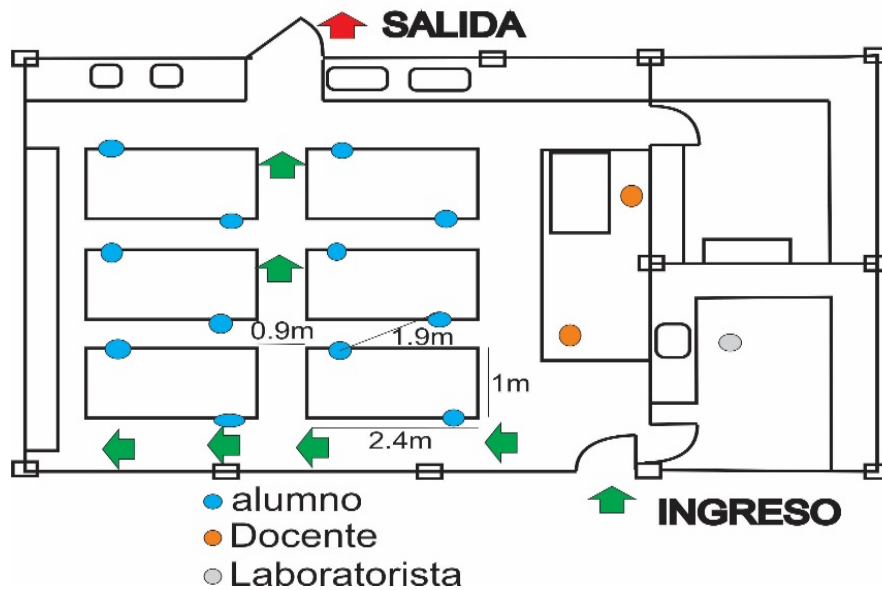 SALIDA
0.9m
1.9m
1m
2.4m
alumno
INGRESO
Docente
Laboratorista